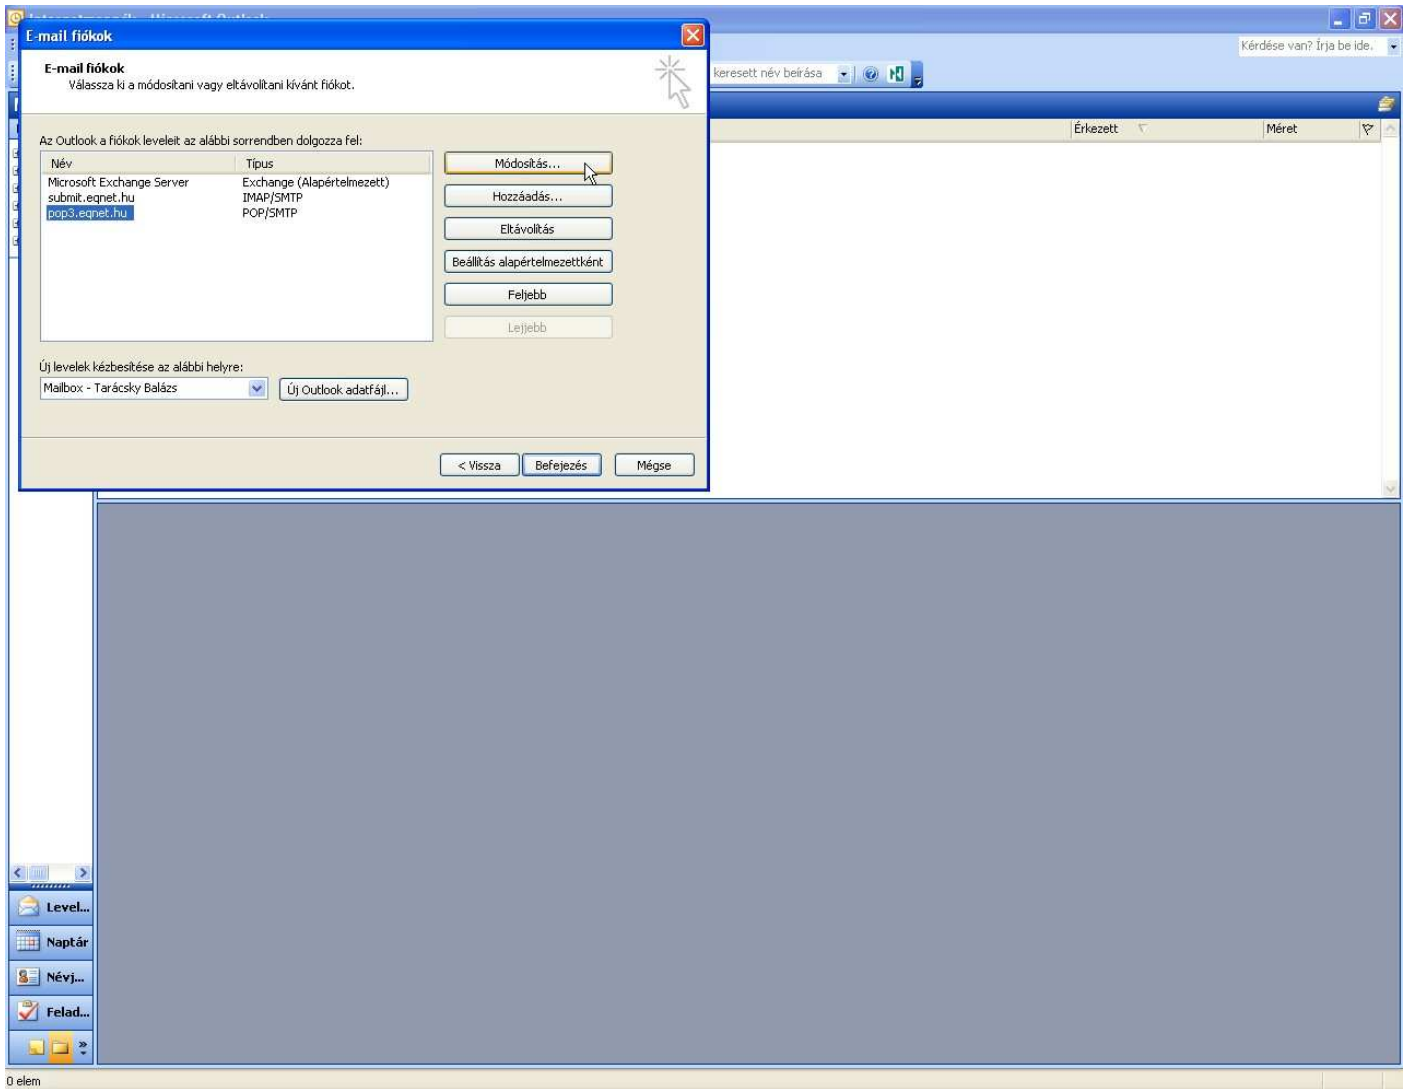 E-mail fiókok
Kérdése van? Írja be ide.
E-mail fiókok
Válassza ki a módosítani vagy eltávolítani kívánt fiókot.
keresett név beírása
Érkezett
Méret
Az Outlook a fiókok leveleit az alábbi sorrendben dolgozza fel:
Név Típus
Microsoft Exchange Server Exchange (Alapértelmezett)
submit.eqnet.hu IMAP/SMTP
pop3.eqnet.hu POP/SMTP
Módosítás...
Hozzáadás...
Eltávolítás
Beállítás alapértelmezettként
Feljebb
Lejjebb
Új levelek kézbesítése az alábbi helyre:
Mailbox - Tarácsky Balázs
Új Outlook adatfájl...
< Vissza
Befejezés
Mégse
Level...
Naptár
Névj...
Felad...
0 elem